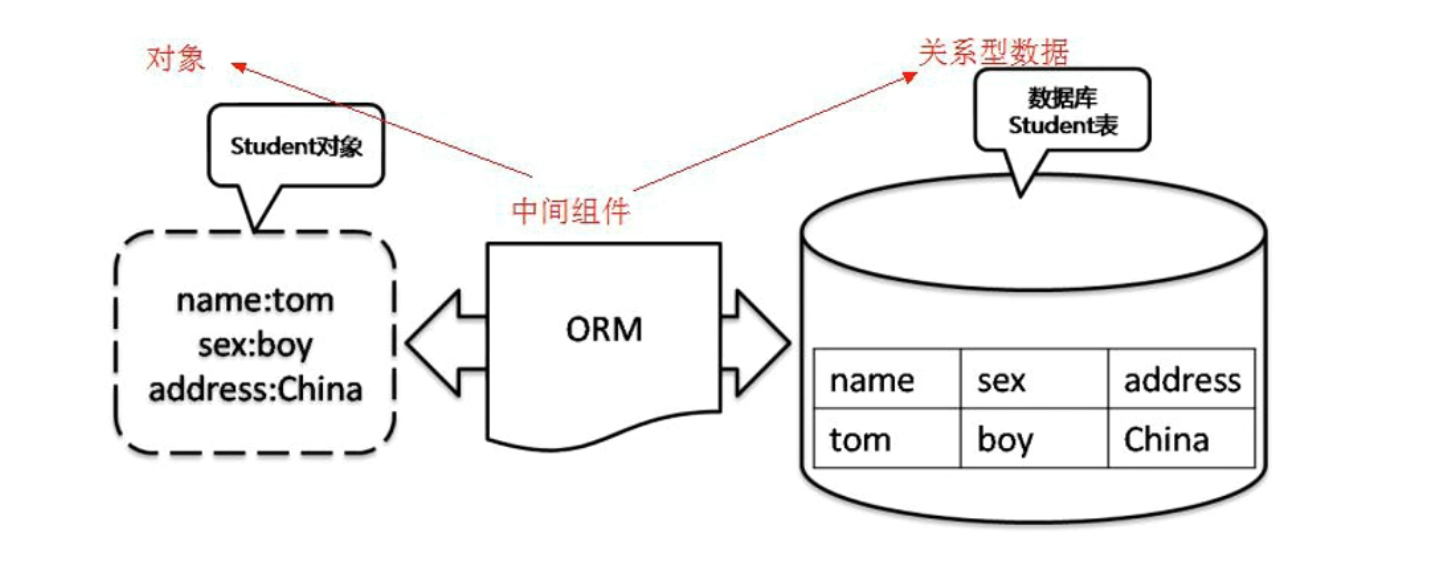 对象
关系型数据
Student对象
数据库
Student表
中间组件
name:tom
sex:boy
address:China
ORM
name sex address
tom boy China